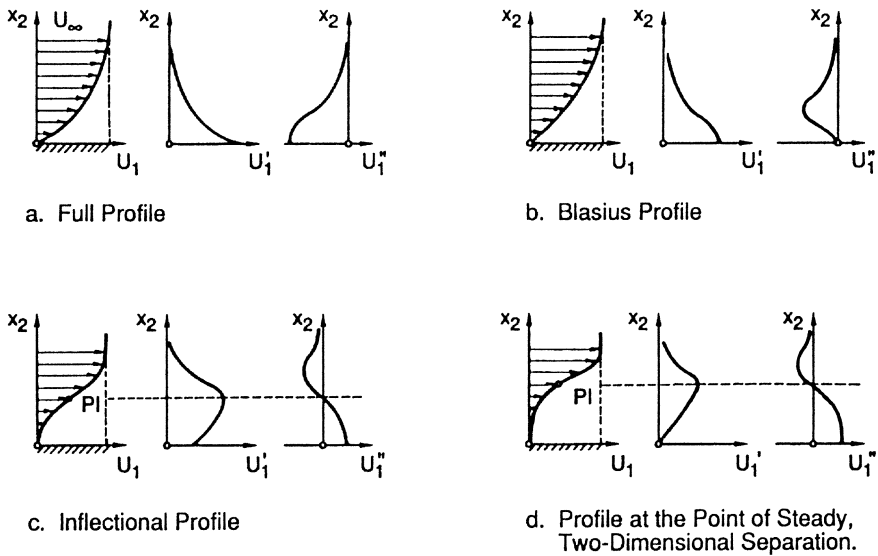 x₂ U∞ x₂ x₂
U₁ U₁' U₁"
a. Full Profile
x₂ x₂ x₂
U₁ U₁' U₁"
b. Blasius Profile
x₂ x₂ x₂
PI
U₁ U₁' U₁"
c. Inflectional Profile
x₂ x₂ x₂
PI
U₁ U₁' U₁"
d. Profile at the Point of Steady,
Two-Dimensional Separation.